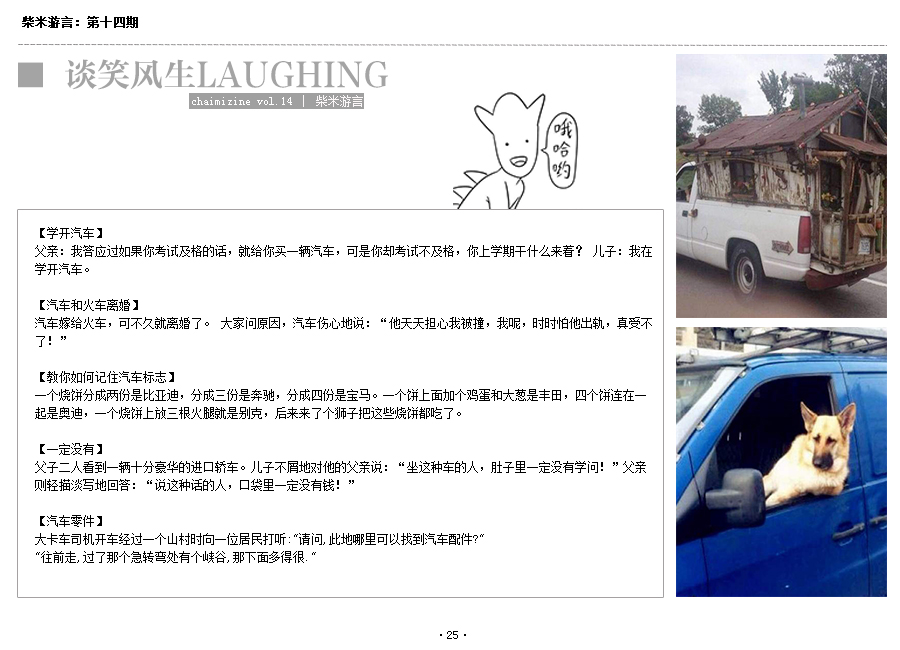 柴米游言：第十四期
谈笑风生LAUGHING
chaimizine vol.14 | 柴米游言
哦
哈
哟
【学开汽车】
父亲：我答应过如果你考试及格的话，就给你买一辆汽车，可是你却考试不及格，你上学期干什么来着？ 儿子：我在
学开汽车。
【汽车和火车离婚】
汽车嫁给火车，可不久就离婚了。 大家问原因，汽车伤心地说：“他天天担心我被撞，我呢，时时怕他出轨，真受不
了！”
【教你如何记住汽车标志】
一个烧饼分成两份是比亚迪，分成三份是奔驰，分成四份是宝马。一个饼上面加个鸡蛋和大葱是丰田，四个饼连在一
起是奥迪，一个烧饼上放三根火腿就是别克，后来来了个狮子把这些烧饼都吃了。
【一定没有】
父子二人看到一辆十分豪华的进口轿车。儿子不屑地对他的父亲说：“坐这种车的人，肚子里一定没有学问！”父亲
则轻描淡写地回答：“说这种话的人，口袋里一定没有钱！”
【汽车零件】
大卡车司机开车经过一个山村时向一位居民打听:"请问,此地哪里可以找到汽车配件?"
"往前走,过了那个急转弯处有个峡谷,那下面多得很."
·25·